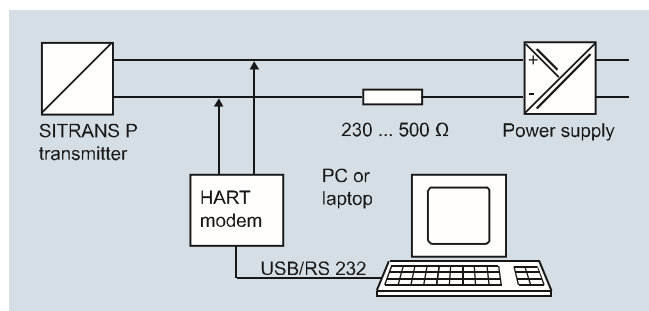 +
-
SITRANS P
transmitter
230 ... 500 Ω
Power supply
HART
modem
PC or
laptop
USB/RS 232